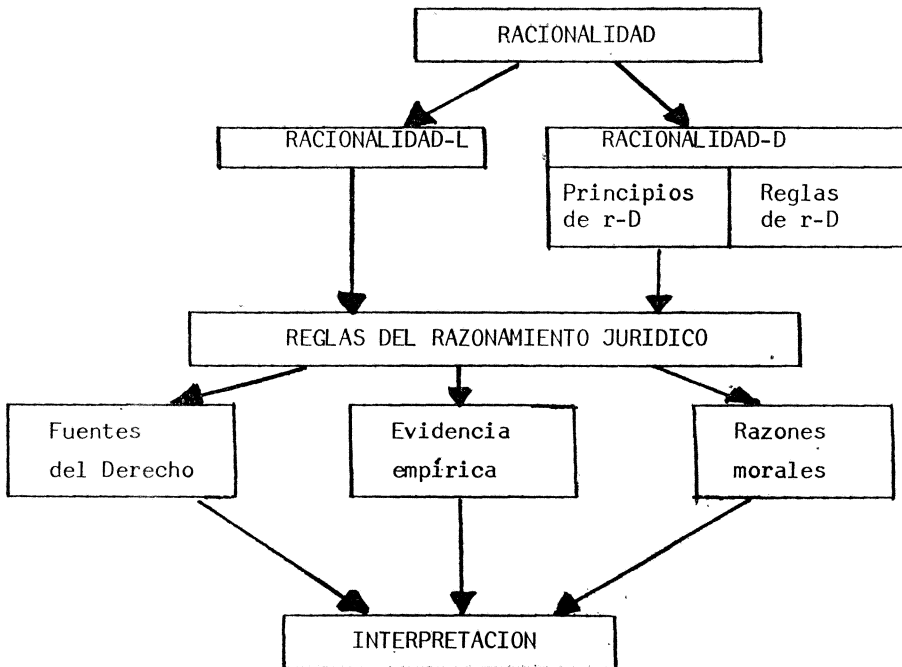 RACIONALIDAD
RACIONALIDAD-L
RACIONALIDAD-D
Principios
de r-D
Reglas
de r-D
REGLAS DEL RAZONAMIENTO JURIDICO
Fuentes
del Derecho
Evidencia
empírica
Razones
morales
INTERPRETACION